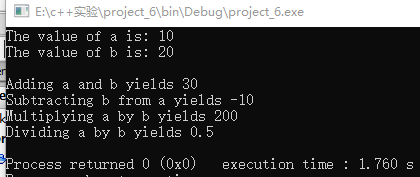 E:\c++实验\project_6\bin\Debug\project_6.exe
The value of a is: 10
The value of b is: 20
Adding a and b yields 30
Subtracting b from a yields -10
Multiplying a by b yields 200
Dividing a by b yields 0.5
Process returned 0 (0x0)   execution time : 1.760 s